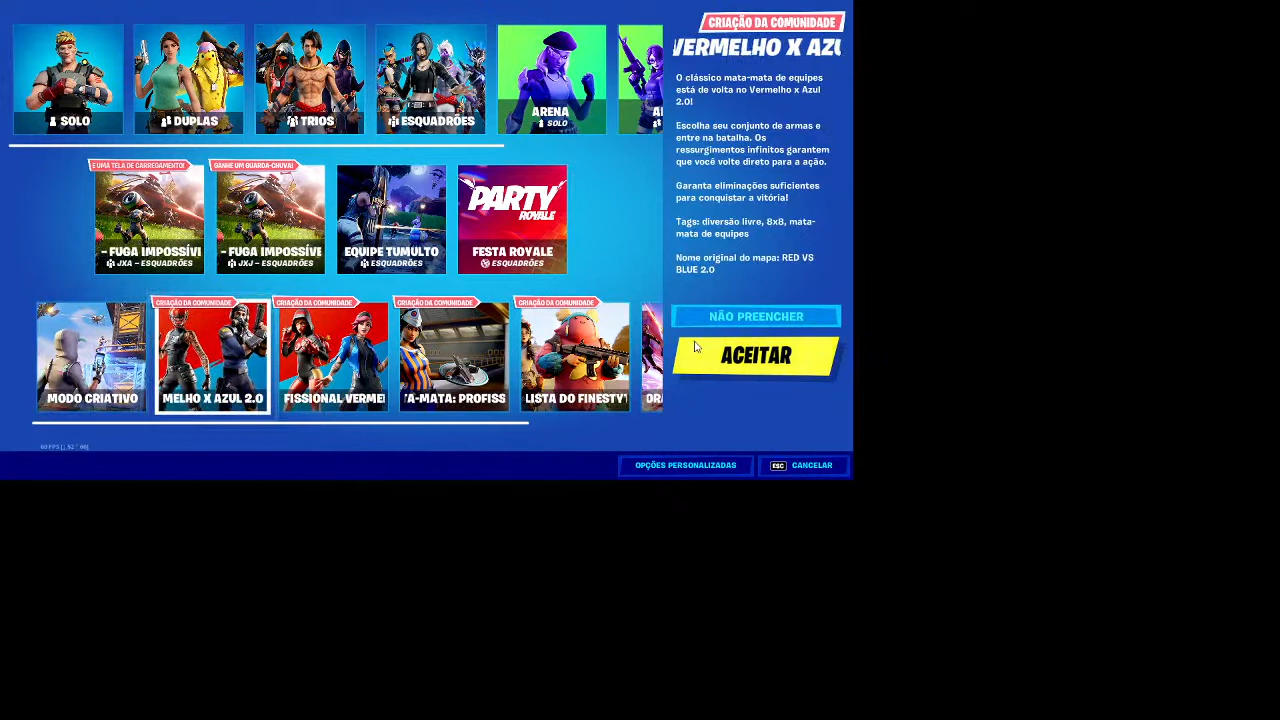 SOLO
DUPLAS
TRIOS
ESQUADRÕES
ARENA
SOLO
E UMA TELA DE CARREGAMENTO!
GANHE UM GUARDA-CHUVA!
- FUGA IMPOSSÍVI
JXA - ESQUADRÕES
- FUGA IMPOSSÍVE
JXJ - ESQUADRÕES
EQUIPE TUMULTO
ESQUADRÕES
PARTY
ROYALE
FESTA ROYALE
ESQUADRÕES
CRIAÇÃO DA COMUNIDADE
CRIAÇÃO DA COMUNIDADE
CRIAÇÃO DA COMUNIDADE
CRIAÇÃO DA COMUNIDADE
MODO CRIATIVO
MELHO X AZUL 2.0
FISSIONAL VERME
A-MATA: PROFISS
LISTA DO FINESTY
CRIAÇÃO DA COMUNIDADE
VERMELHO X AZU
O clássico mata-mata de equipes
está de volta no Vermelho x Azul
2.0!
Escolha seu conjunto de armas e
entre na batalha. Os
ressurgimentos infinitos garantem
que você volte direto para a ação.
Garanta eliminações suficientes
para conquistar a vitória!
Tags: diversão livre, 8x8, mata-
mata de equipes
Nome original do mapa: RED VS
BLUE 2.0
NÃO PREENCHER
ACEITAR
OPÇÕES PERSONALIZADAS
ESC CANCELAR